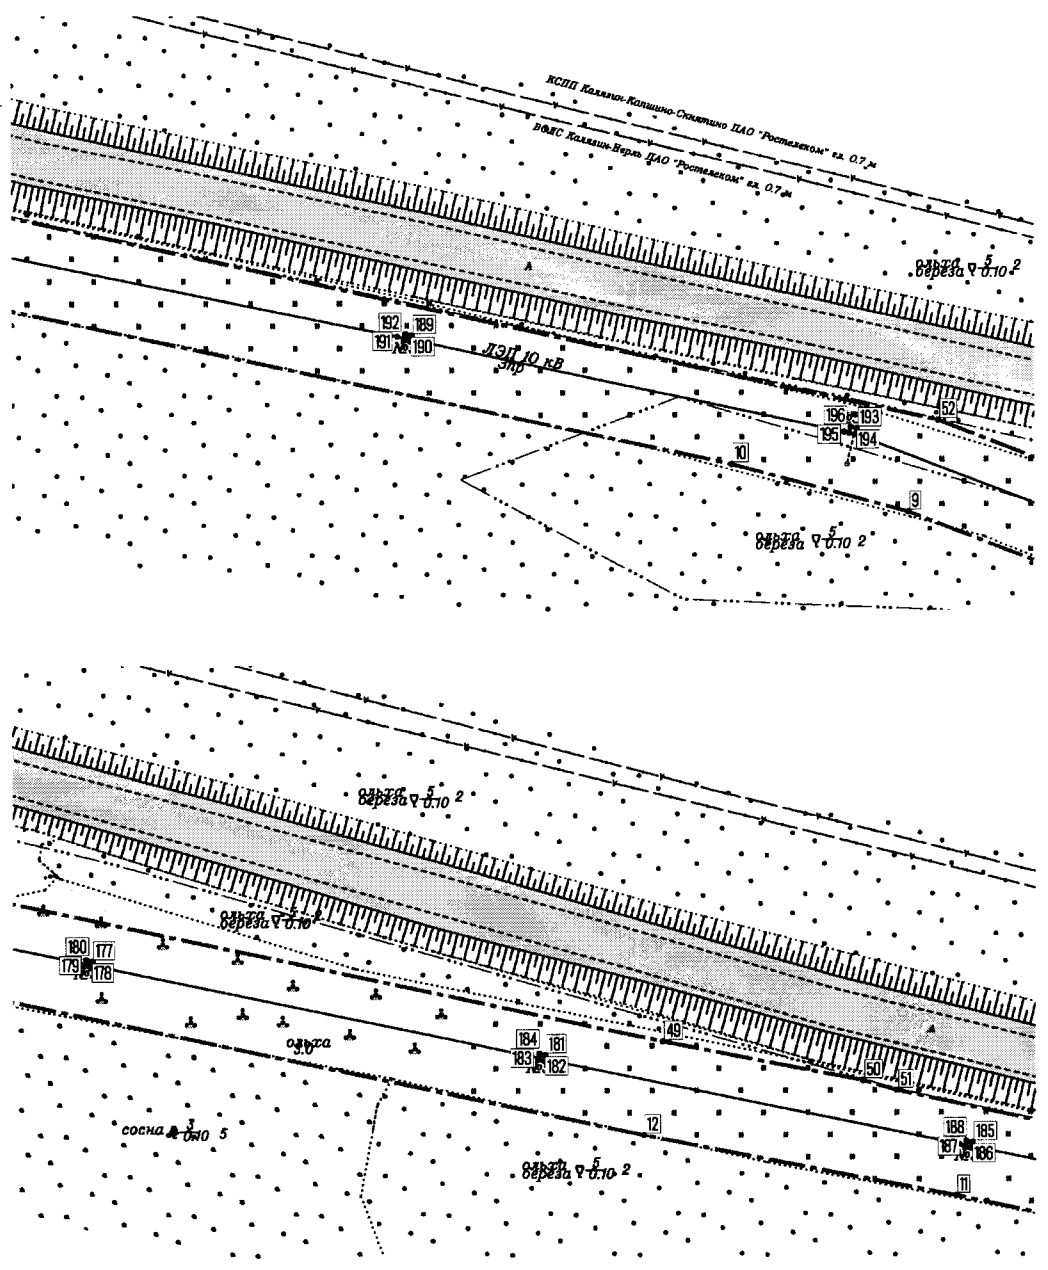 КСПП Калязин-Капшино-Скнятино ПАО "Ростелеком" гл. 0.7 м
ВОЛС Калязин-Нерль ПАО "Ростелеком" гл. 0.7 м
А
ольха 5
береза 0.10 2
192 189
191 190
ЛЭП 10 кВ
3пр
52
196 193
195 194
10
9
ольха 5
береза 0.10 2
ольха 5
береза 0.10 2
ольха
береза 0.10
180 177
179 178
А
49
184 181
183 182
ольха
3.0
50
51
12
188 185
187 186
сосна 0.10 5
ольха 5
береза 0.10 2
11